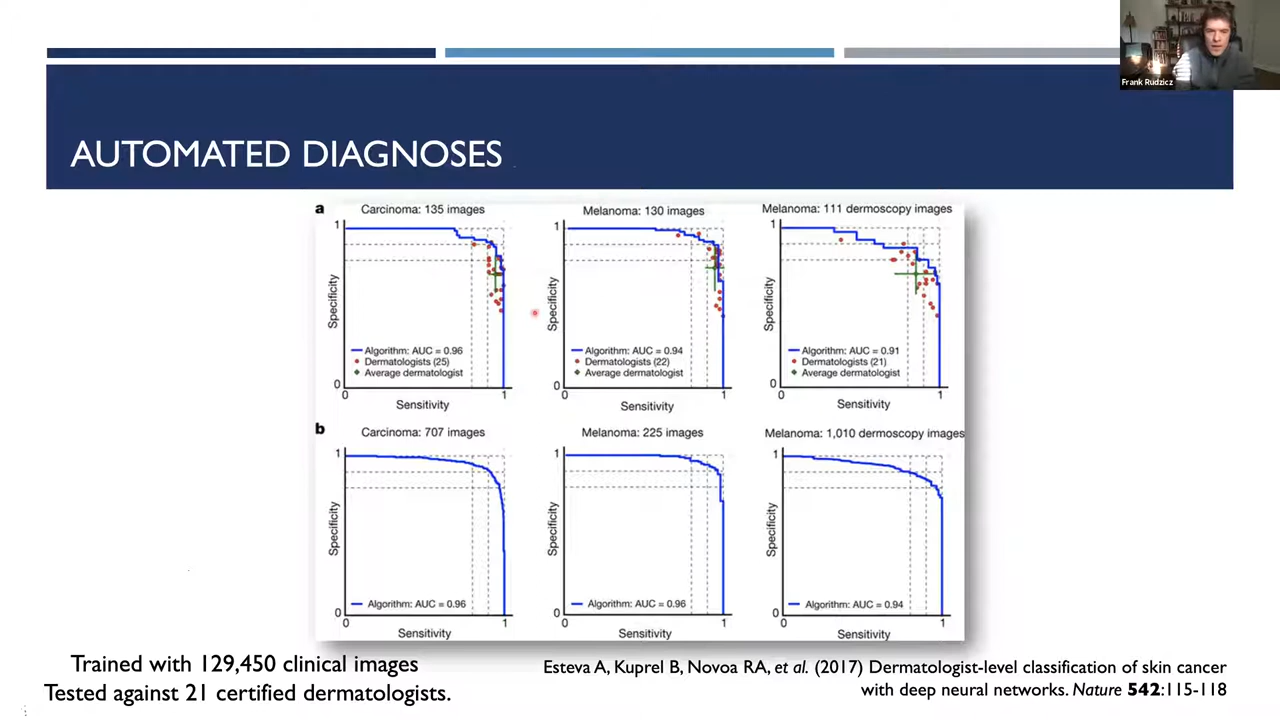 Frank Rudzicz
AUTOMATED DIAGNOSES
a
Carcinoma: 135 images
Melanoma: 130 images
Melanoma: 111 dermoscopy images
1
Specificity
0
Algorithm: AUC = 0.96
Dermatologists (25)
Average dermatologist
0
1
Sensitivity
1
Specificity
0
Algorithm: AUC = 0.94
Dermatologists (22)
Average dermatologist
0
1
Sensitivity
1
Specificity
0
Algorithm: AUC = 0.91
Dermatologists (21)
Average dermatologist
0
1
Sensitivity
b
Carcinoma: 707 images
Melanoma: 225 images
Melanoma: 1,010 dermoscopy images
1
Specificity
0
Algorithm: AUC = 0.96
0
1
Sensitivity
1
Specificity
0
Algorithm: AUC = 0.96
0
1
Sensitivity
1
Specificity
0
Algorithm: AUC = 0.94
0
1
Sensitivity
Trained with 129,450 clinical images
Tested against 21 certified dermatologists.
Esteva A, Kuprel B, Novoa RA, et al. (2017) Dermatologist-level classification of skin cancer
with deep neural networks. Nature 542:115-118